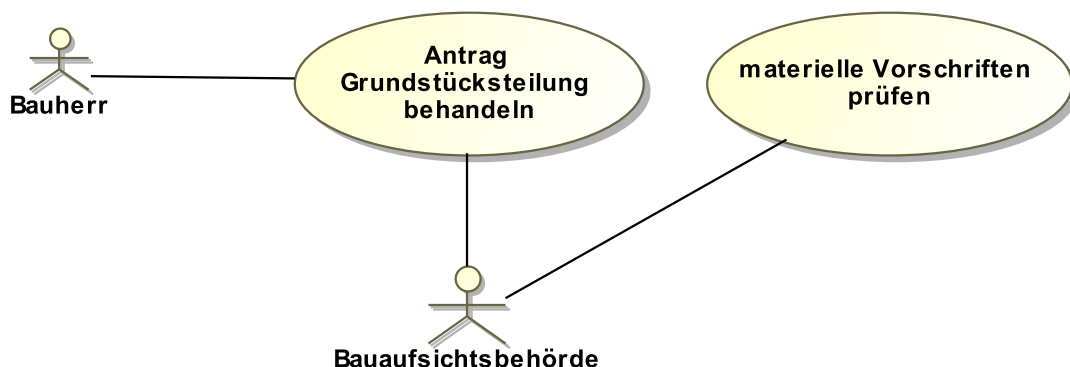 Bauherr
Antrag
Grundstücksteilung
behandeln
materielle Vorschriften
prüfen
Bauaufsichtsbehörde